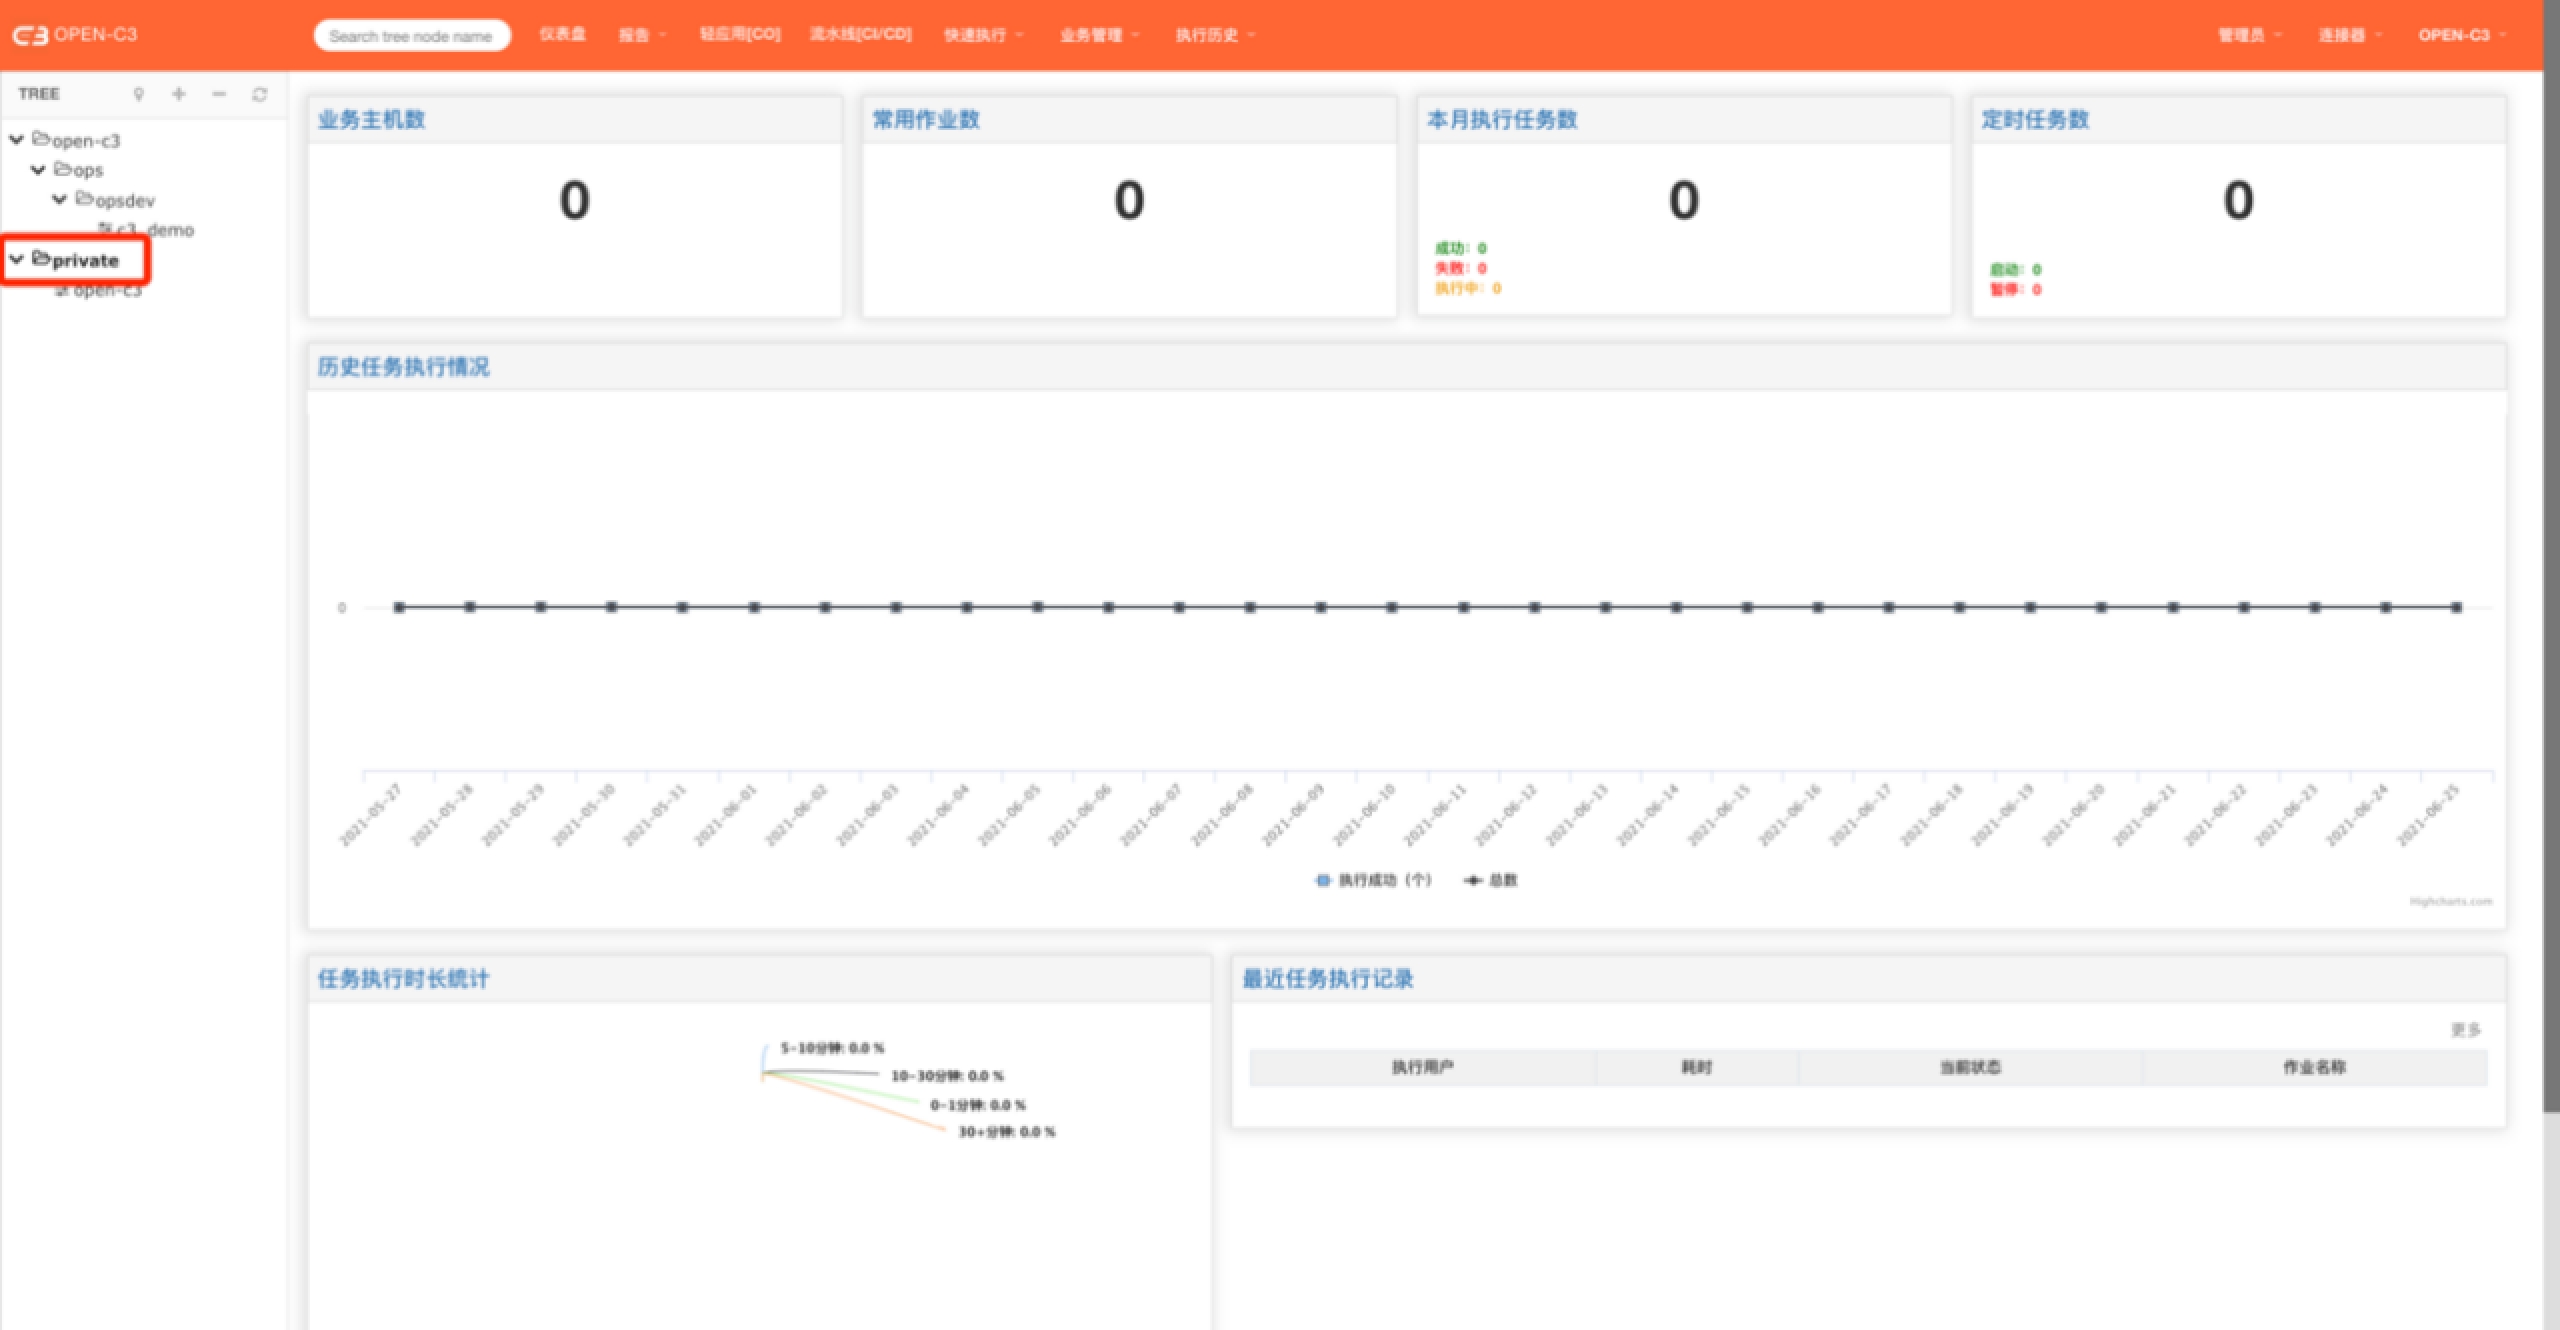 OPEN-C3
Search tree node name 仪表盘 报告 轻应用[CO] 流水线[CI/CD] 快速执行 业务管理 执行历史 管理员 连接器 OPEN-C3
TREE
open-c3
ops
opsdev
c3_demo
private
open-c3
业务主机数
0
常用作业数
0
本月执行任务数
0
成功: 0
失败: 0
执行中: 0
定时任务数
0
启动: 0
暂停: 0
历史任务执行情况
0
2021-05-27 2021-05-28 2021-05-29 2021-05-30 2021-05-31 2021-06-01 2021-06-02 2021-06-03 2021-06-04 2021-06-05 2021-06-06 2021-06-07 2021-06-08 2021-06-09 2021-06-10 2021-06-11 2021-06-12 2021-06-13 2021-06-14 2021-06-15 2021-06-16 2021-06-17 2021-06-18 2021-06-19 2021-06-20 2021-06-21 2021-06-22 2021-06-23 2021-06-24 2021-06-25
执行成功（个） 总数
Highcharts.com
任务执行时长统计
5-10分钟: 0.0 %
10-30分钟: 0.0 %
0-1分钟: 0.0 %
30+分钟: 0.0 %
最近任务执行记录
更多
执行用户 耗时 当前状态 作业名称